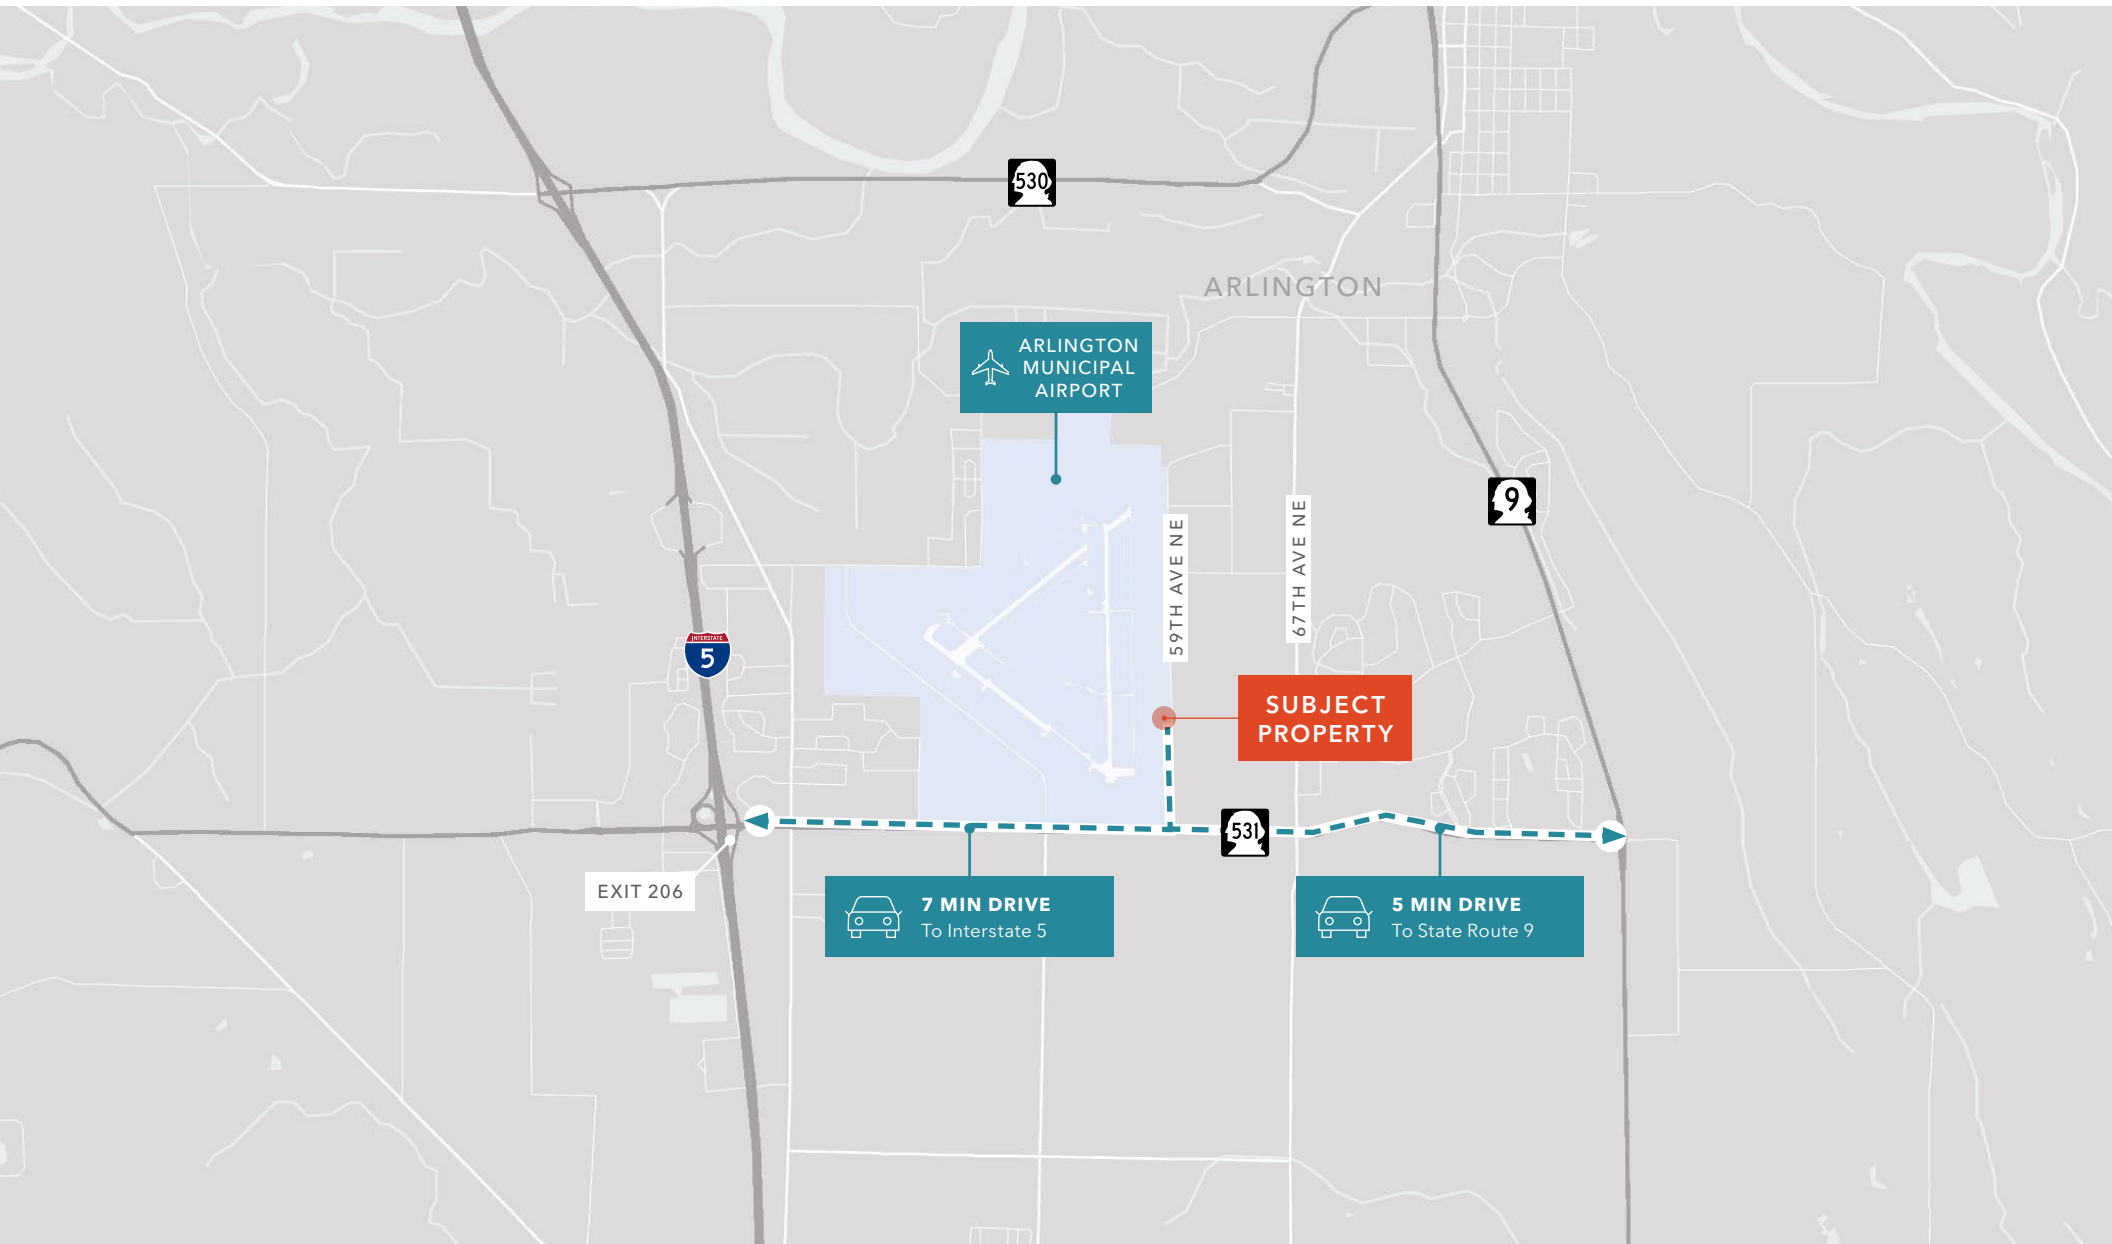 530
ARLINGTON
ARLINGTON
MUNICIPAL
AIRPORT
9
59TH AVE NE
67TH AVE NE
INTERSTATE
5
SUBJECT
PROPERTY
531
EXIT 206
7 MIN DRIVE
To Interstate 5
5 MIN DRIVE
To State Route 9